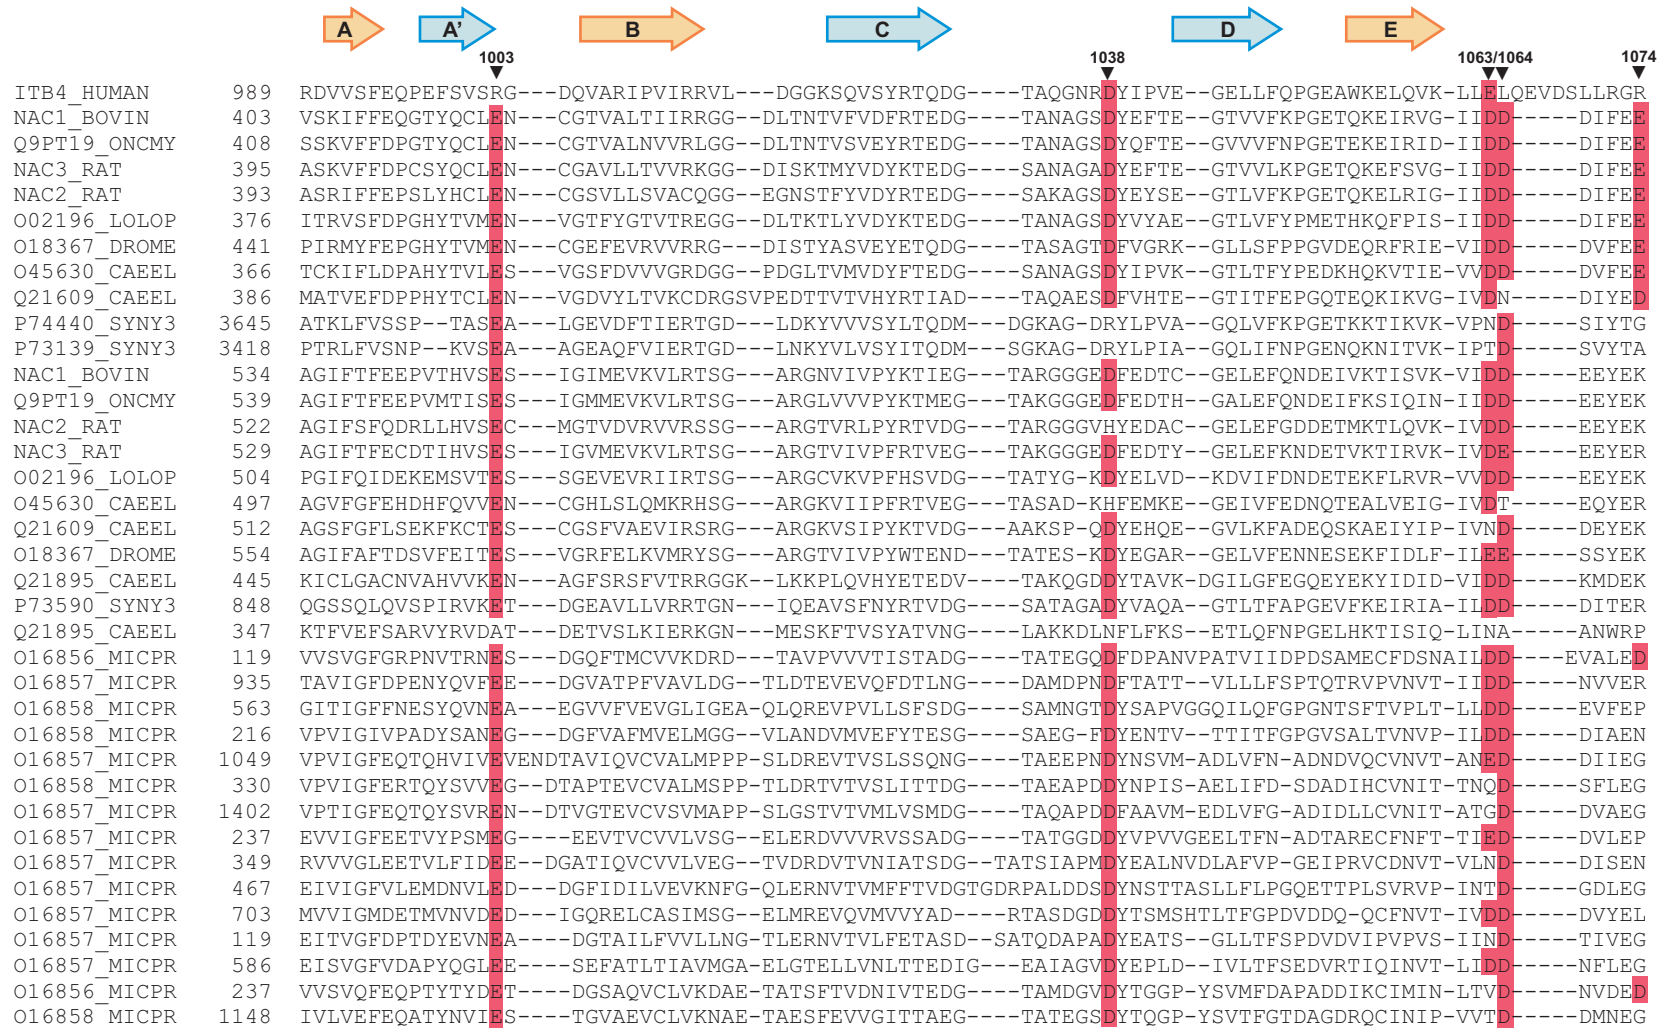 A A' B C D E
1003 1038 1063/1064 1074
ITB4_HUMAN 989 RDVVSFEQPEFSVSRG---DQVARIPVIRRVL---DGGKSQVSYRTQDG----TAQGNRDYIPVE--GELLFQPGEAWKELQVK-LLELQEVDSLLRGR
NAC1_BOVIN 403 VSKIFFEQGTYQCLEN---CGTVALTIIRRGG--DLTNTVFVDFRTEDG----TANAGSDYEFTE--GTVVFKPGETQKEIRVG-IIDD-----DIFEE
Q9PT19_ONCMY 408 SSKVFFDPGTYQCLEN---CGTVALNVVRLGG--DLTNTVSVEYRTEDG----TANAGSDYQFTE--GVVVFNPGETEKEIRID-IIDD-----DIFEE
NAC3_RAT 395 ASKVFFDPCSYQCLEN---CGAVLLTVVRKGG--DISKTMYVDYKTEDG----SANAGADYEFTE--GTVVLKPGETQKEFSVG-IIDD-----DIFEE
NAC2_RAT 393 ASRIFFEPSLYHCLEN---CGSVLLSVACQGG--EGNSTFYVDYRTEDG----SAKAGSDYEYSE--GTLVFKPGETQKELRIG-IIDD-----DIFEE
O02196_LOLOP 376 ITRVSFDPGHYTVMEN---VGTFYGTVTREGG--DLTKTLYVDYKTEDG----TANAGSDYVYAE--GTLVFYPMETHKQFPIS-IIDD-----DIFEE
O18367_DROME 441 PIRMYFEPGHYTVMEN---CGEFEVRVVRRG---DISTYASVEYETQDG----TASAGTDFVGRK--GLLSFPPGVDEQRFRIE-VIDD-----DVFEE
O45630_CAEEL 366 TCKIFLDPAHYTVLES---VGSFDVVVGRDGG--PDGLTVMVDYFTEDG----SANAGSDYIPVK--GTLTFYPEDKHQKVTIE-VVDD-----DVFEE
Q21609_CAEEL 386 MATVEFDPPHYTCLEN---VGDVYLTVKCDRGSVPEDTTVTVHYRTIAD----TAQAESDFVHTE--GTITFEPGQTEQKIKVG-IVDN-----DIYED
P74440_SYNY3 3645 ATKLFVSSP--TASEA---LGEVDFTIERTGD--LDKYVVVSYLTQDM---DGKAG-DRYLPVA--GQLVFKPGETKKTIKVK-VPND-----SIYTG
P73139_SYNY3 3418 PTRLFVSNP--KVSEA---AGEAQFVIERTGD--LNKYVLVSYITQDM---SGKAG-DRYLPIA--GQLIFNPGENQKNITVK-IPTD-----SVYTA
NAC1_BOVIN 534 AGIFTFEEPVTHVSES---IGIMEVKVLRTSG--ARGNVIVPYKTIEG----TARGGGEDFEDTC--GELEFQNDEIVKTISVK-VIDD-----EEYEK
Q9PT19_ONCMY 539 AGIFTFEEPVMTISES---IGMMEVKVLRTSG--ARGLVVVPYKTMEG----TAKGGGEDFEDTH--GALEFQNDEIFKSIQIN-IIDD-----EEYEK
NAC2_RAT 522 AGIFSFQDRLLHVSEC---MGTVDVRVVRSSG--ARGTVRLPYRTVDG----TARGGGVHYEDAC--GELEFGDDETMKTLQVK-IVDD-----EEYEK
NAC3_RAT 529 AGIFTFECDTIHVSES---IGVMEVKVLRTSG--ARGTVIVPFRTVEG----TAKGGGEDFEDTY--GELEFKNDETVKTIRVK-IVDE-----EEYER
O02196_LOLOP 504 PGIFQIDEKEMSVTES---SGEVEVRIIRTSG--ARGCVKVPFHSVDG----TATYG-KDYELVD--KDVIFDNDETEKFLRVR-VVDD-----EEYEK
O45630_CAEEL 497 AGVFGFEHDHFQVVEN---CGHLSLQMKRHSG--ARGKVIIPFRTVEG----TASAD-KHFEMKE--GEIVFEDNQTEALVEIG-IVDT-----EQYER
Q21609_CAEEL 512 AGSFGFLSEKFKCTES---CGSFVAEVIRSRG--ARGKVSIPYKTVDG----AAKSP-QDYEHQE--GVLKFADEQSKAEIYIP-IVND-----DEYEK
O18367_DROME 554 AGIFAFTDSVFEITES---VGRFELKVMRYSG--ARGTVIVPYWTEND----TATES-KDYEGAR--GELVFENNESEKFIDLF-ILEE-----SSYEK
Q21895_CAEEL 445 KICLGACNVAHVVKEN---AGFSRSFVTRRGGK--LKKPLQVHYETEDV----TAKQGDDYTAVK-DGILGFEGQEYEKYIDID-VIDD-----KMDEK
P73590_SYNY3 848 QGSSQLQVSPIRVKET---DGEAVLLVRRTGN---IQEAVSFNYRTVDG----SATAGADYVAQA--GTLTFAPGEVFKEIRIA-ILDD-----DITER
Q21895_CAEEL 347 KTFVEFSARVYRVDAT---DETVSLKIERKGN---MESKFTVSYATVNG----LAKKDLNFLFKS--ETLQFNPGELHKTISIQ-LINA-----ANWRP
O16856_MICPR 119 VVSVGFGRPNVTRNES---DGQFTMCVVKDRD---TAVPVVVTISTADG----TATEGQDFDPANVPATVIIDPDSAMECFDSNAILDD----EVALED
O16857_MICPR 935 TAVIGFDPENYQVFEE---DGVATPFVAVLDG--TLDTEVEVQFDTLNG----DAMDPNDFTATT--VLLLFSPTQTRVPVNVT-IIDD-----NVVER
O16858_MICPR 563 GITIGFFNESYQVNEA---EGVVFVEVGLIGEA-QLQREVPVLLSFSDG----SAMNGTDYSAPVGGQILQFGPGNTSFTVPLT-LLDD-----EVFEP
O16858_MICPR 216 VPVIGIVPADYSANEG---DGFVAFMVELMGG--VLANDVMVEFYTESG----SAEG-FDYENTV--TTITFGPGVSALTVNVP-ILDD-----DIAEN
O16857_MICPR 1049 VPVIGFEQTQHVIVEVENDTAVIQVCVALMPPP-SLDREVTVSLSSQNG----TAEEPNDYNSVM-ADLVFN-ADNDVQCVNVT-ANED-----DIIEG
O16858_MICPR 330 VPVIGFERTQYSVVEG--DTAPTEVCVALMSPP-TLDRTVTVSLITTDG----TAEAPDDYNPIS-AELIFD-SDADIHCVNIT-TNQD-----SFLEG
O16857_MICPR 1402 VPTIGFEQTQYSVREN--DTVGTEVCVSVMAPP-SLGSTVTVMLVSMDG----TAQAPDDFAAVM-EDLVFG-ADIDLLCVNIT-ATGD-----DVAEG
O16857_MICPR 237 EVVIGFEETVYPSMEG---EEVTVCVVLVSG--ELERDVVVRVSSADG----TATGGDDYVPVVGEELTFN-ADTARECFNFT-TIED-----DVLEP
O16857_MICPR 349 RVVVGLEETVLFIDEE--DGATIQVCVVLVEG--TVDRDVTVNIATSDG--TATSIAPMDYEALNVDLAFVP-GEIPRVCDNVT-VLND-----DISEN
O16857_MICPR 467 EIVIGFVLEMDNVLED---DGFIDILVEVKNFG-QLERNVTVMFFTVDGTGDRPALDDSDYNSTTASLLFLPGQETTPLSVRVP-INTD-----GDLEG
O16857_MICPR 703 MVVIGMDETMVNVDED---IGQRELCASIMSG--ELMREVQVMVVYAD----RTASDGDDYTSMSHTLTFGPDVDDQ-QCFNVT-IVDD-----DVYEL
O16857_MICPR 119 EITVGFDPTDYEVNEA---DGTAILFVVLLNG-TLERNVTVLFETASD--SATQDAPADYEATS--GLLTFSPDVDVIPVPVS-IIND-----TIVEG
O16857_MICPR 586 EISVGFVDAPYQGLEE---SEFATLTIAVMGA-ELGTELLVNLTTEDIG---EAIAGVDYEPLD--IVLTFSEDVRTIQINVT-LIDD-----NFLEG
O16856_MICPR 237 VVSVQFEQPTYTYDET---DGSAQVCLVKDAE-TATSFTVDNIVTEDG----TAMDGVDYTGGP-YSVMFDAPADDIKCIMIN-LTVD-----NVDED
O16858_MICPR 1148 IVLVEFEQATYNVIES---TGVAEVCLVKNAE-TAESFEVVGITTAEG----TATEGSDYTQGP-YSVTFGTDAGDRQCINIP-VVTD-----DMNEG